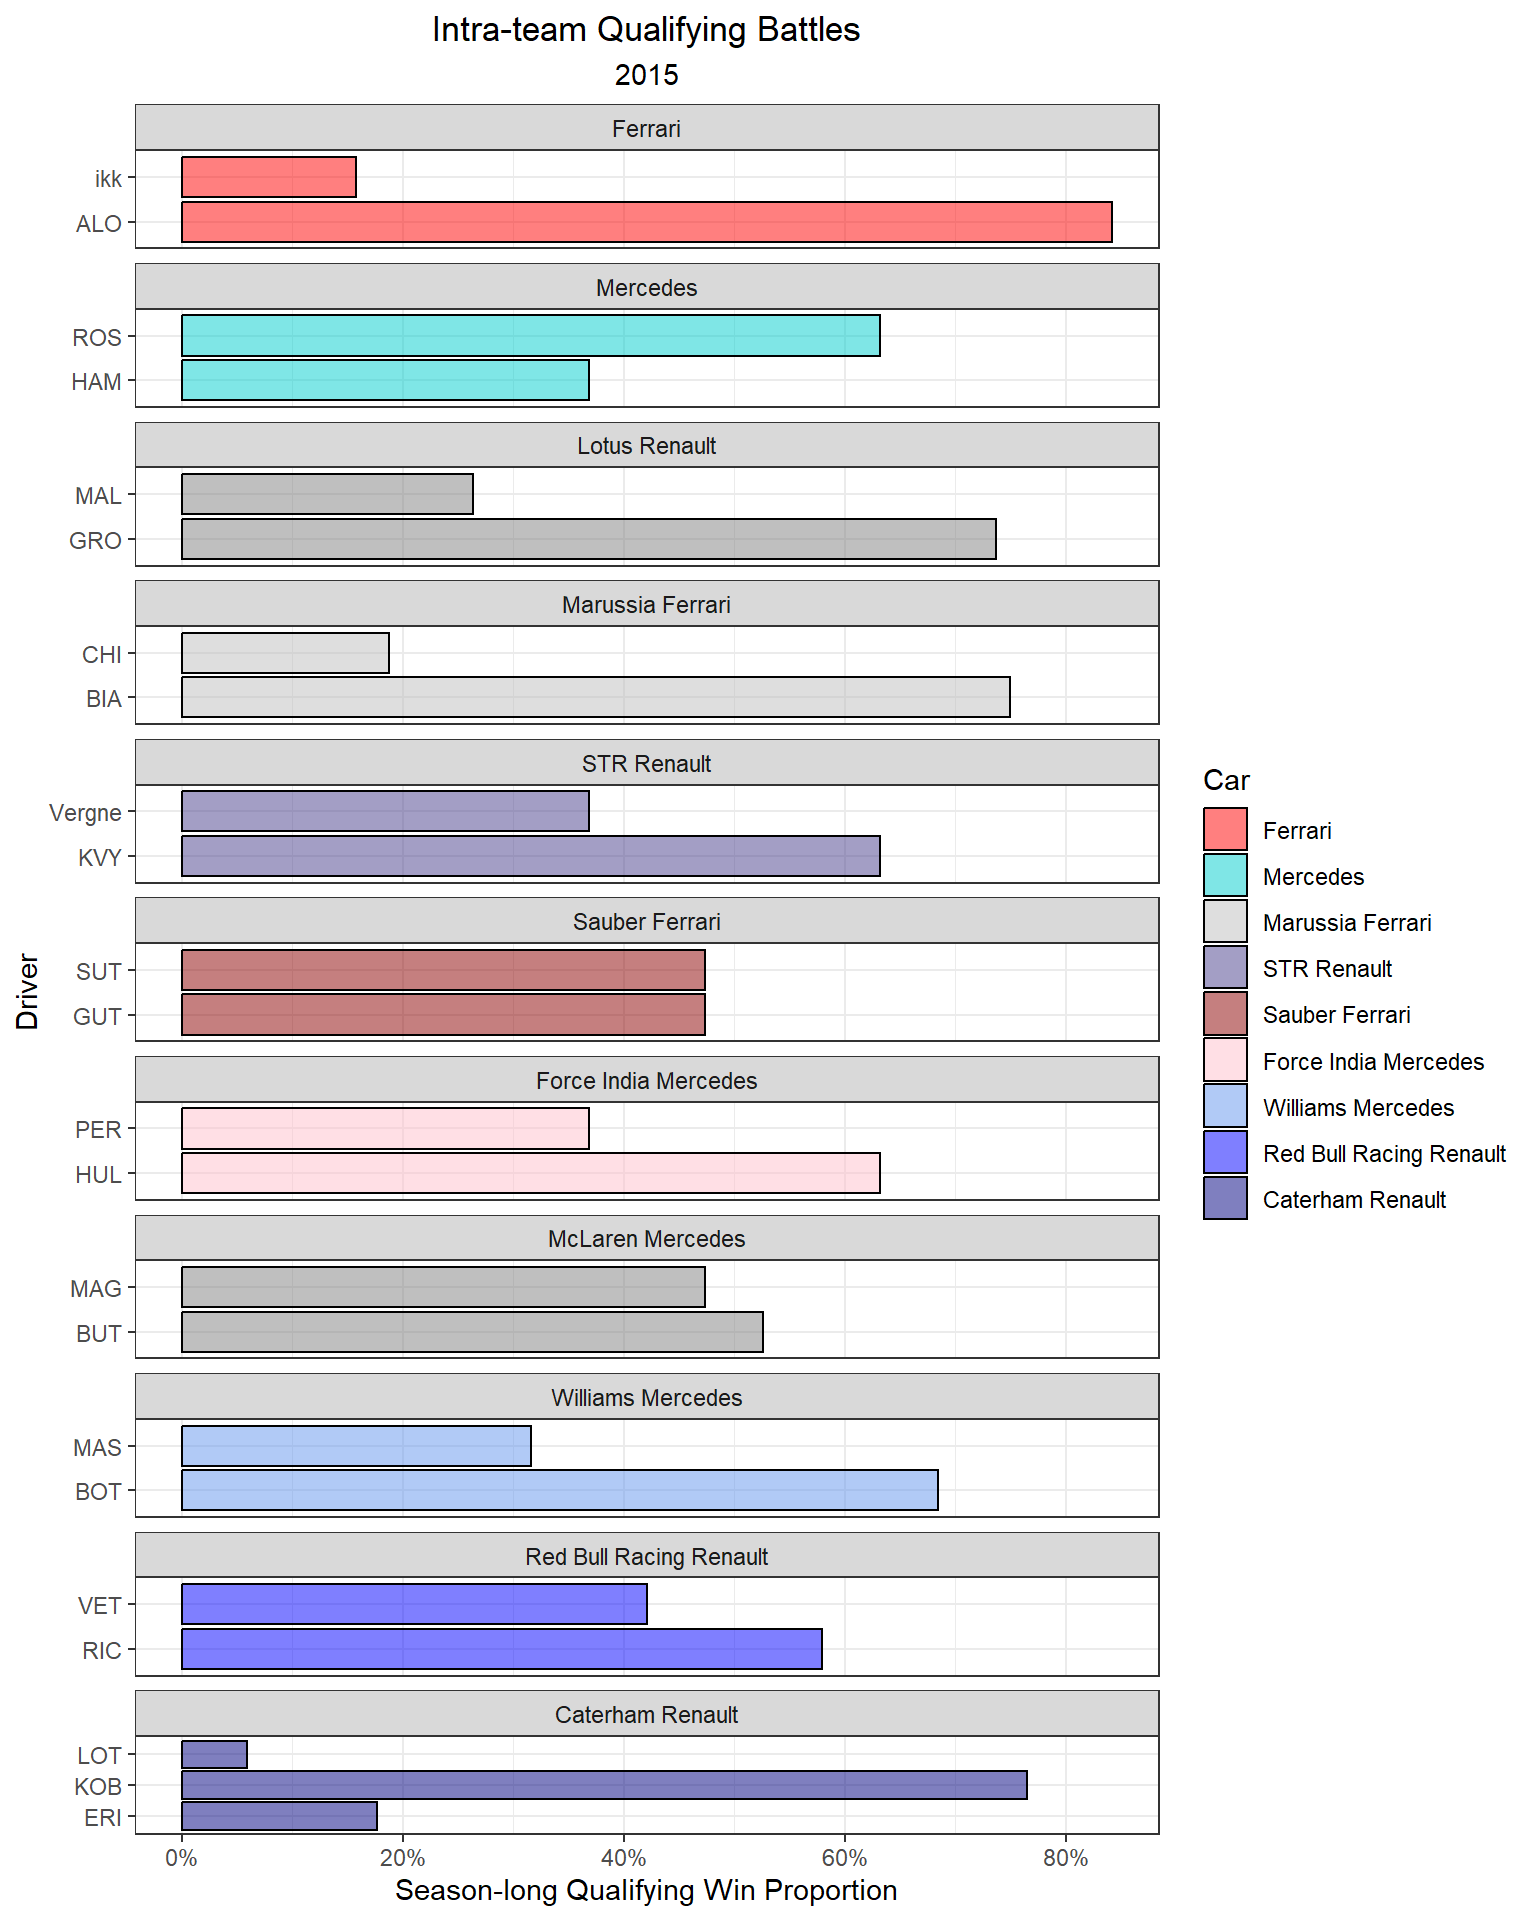 Intra-team Qualifying Battles
2015
Ferrari
ikk
ALO
Mercedes
ROS
HAM
Lotus Renault
MAL
GRO
Marussia Ferrari
CHI
BIA
STR Renault
Vergne
KVY
Sauber Ferrari
SUT
GUT
Force India Mercedes
PER
HUL
McLaren Mercedes
MAG
BUT
Williams Mercedes
MAS
BOT
Red Bull Racing Renault
VET
RIC
Caterham Renault
LOT
KOB
ERI
0% 20% 40% 60% 80%
Season-long Qualifying Win Proportion
Driver
Car
Ferrari
Mercedes
Marussia Ferrari
STR Renault
Sauber Ferrari
Force India Mercedes
Williams Mercedes
Red Bull Racing Renault
Caterham Renault